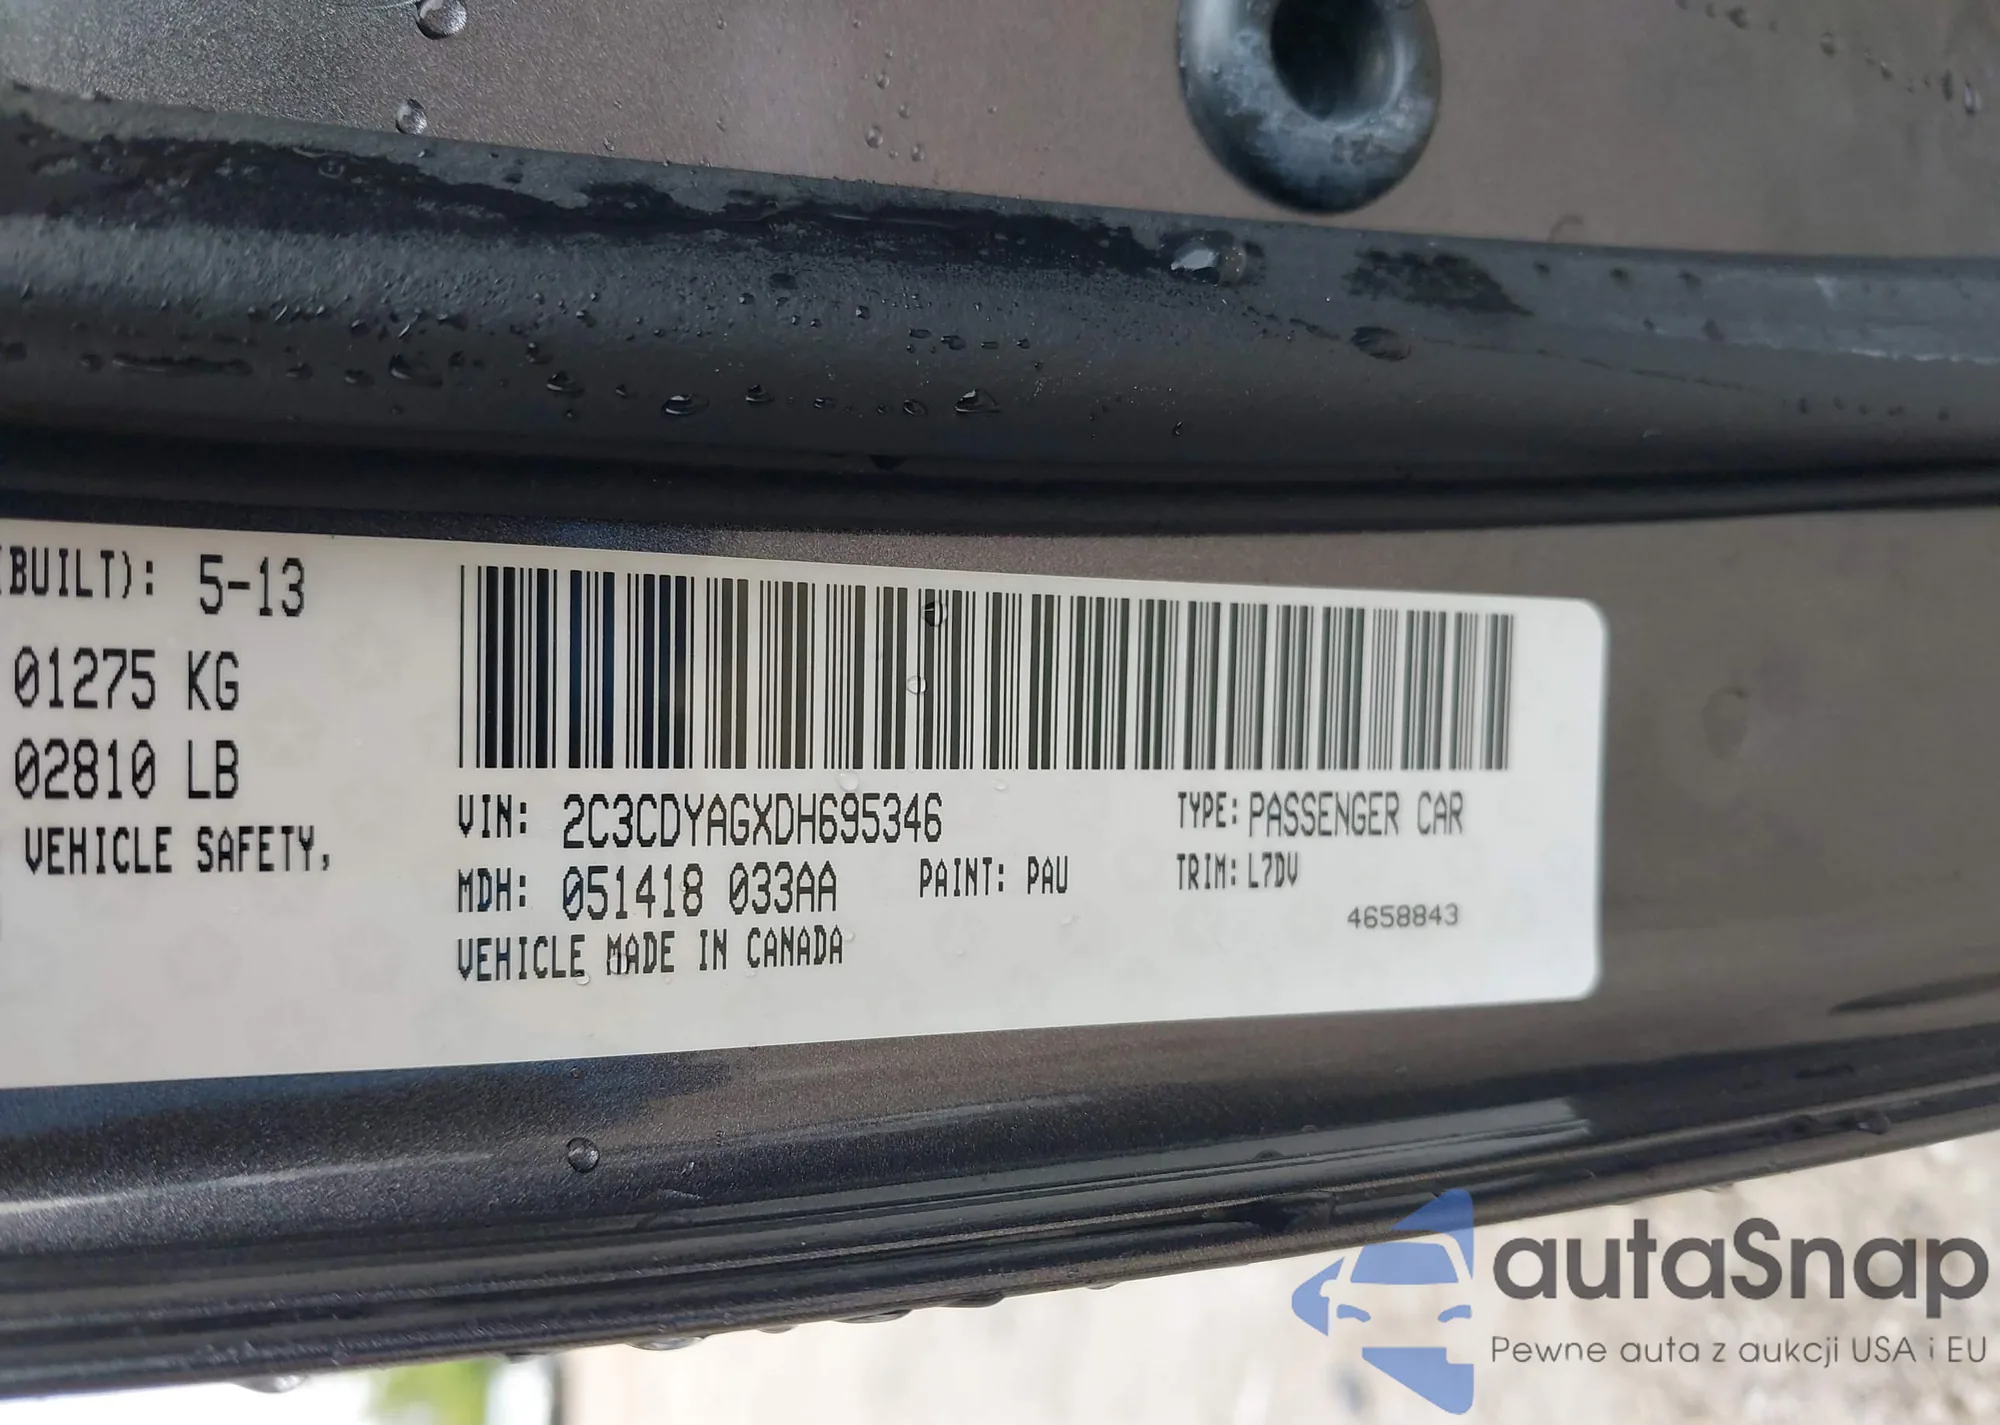 (BUILT): 5-13
01275 KG
02810 LB
VEHICLE SAFETY,
VIN: 2C3CDYAGXDH695346
TYPE: PASSENGER CAR
MDH: 051418 033AA
PAINT: PAU
TRIM: L7DV
VEHICLE MADE IN CANADA
4658843
autaSnap
Pewne auta z aukcji USA i EU